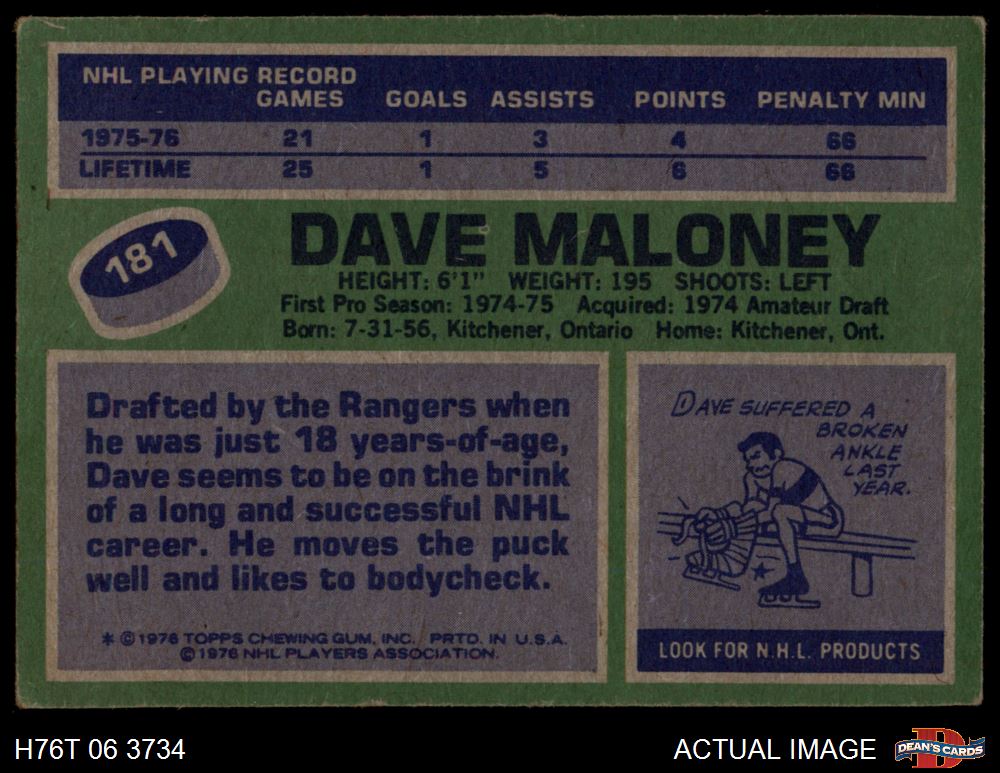 NHL PLAYING RECORD
GAMES GOALS ASSISTS POINTS PENALTY MIN
1975-76 21 1 3 4 66
LIFETIME 25 1 5 6 66
181
DAVE MALONEY
HEIGHT: 6'1" WEIGHT: 195 SHOOTS: LEFT
First Pro Season: 1974-75 Acquired: 1974 Amateur Draft
Born: 7-31-56, Kitchener, Ontario Home: Kitchener, Ont.
Drafted by the Rangers when
he was just 18 years-of-age,
Dave seems to be on the brink
of a long and successful NHL
career. He moves the puck
well and likes to bodycheck.
* © 1976 TOPPS CHEWING GUM, INC. PRTD. IN U.S.A.
© 1976 NHL PLAYERS ASSOCIATION.
DAVE SUFFERED A
BROKEN
ANKLE
LAST
YEAR.
LOOK FOR N.H.L. PRODUCTS
H76T 06 3734
ACTUAL IMAGE
D
DEAN'S CARDS